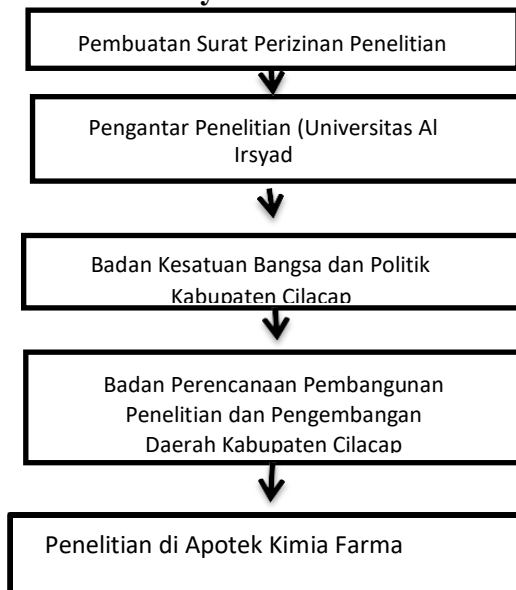 Pembuatan Surat Perizinan Penelitian
Pengantar Penelitian (Universitas Al
Irsyad
Badan Kesatuan Bangsa dan Politik
Kabupaten Cilacap
Badan Perencanaan Pembangunan
Penelitian dan Pengembangan
Daerah Kabupaten Cilacap
Penelitian di Apotek Kimia Farma